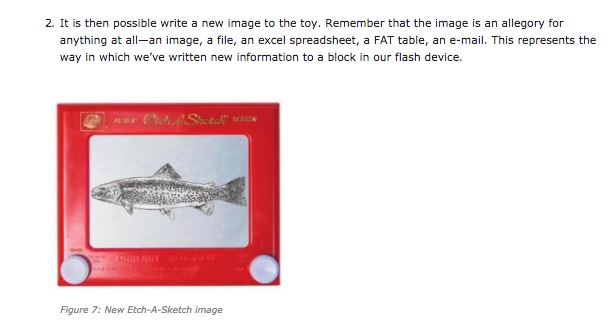 2. It is then possible write a new image to the toy. Remember that the image is an allegory for
anything at all—an image, a file, an excel spreadsheet, a FAT table, an e-mail. This represents the
way in which we've written new information to a block in our flash device.
MAGIC Etch A Sketch SCREEN
Figure 7: New Etch-A-Sketch image